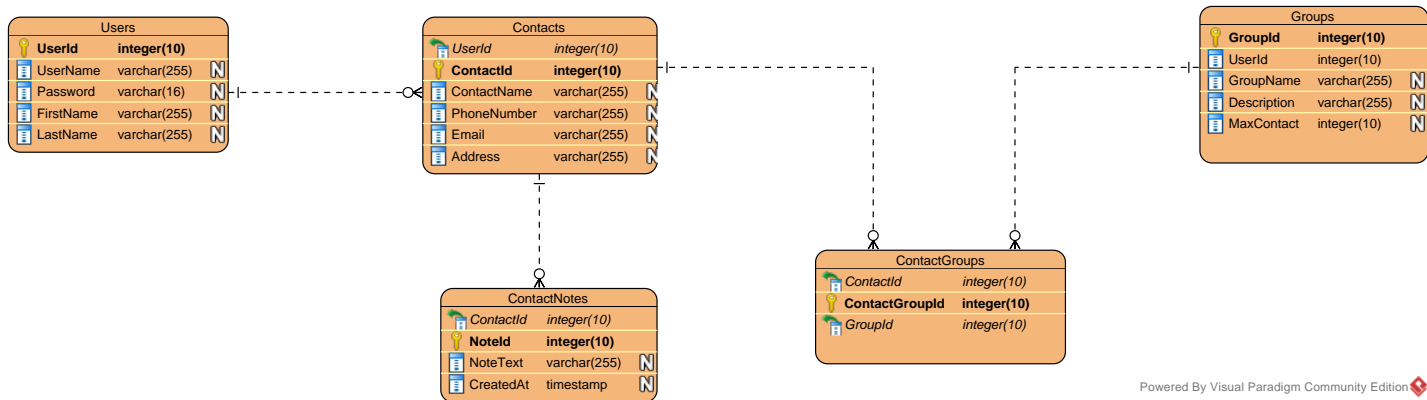 Users
UserId integer(10)
UserName varchar(255) N
Password varchar(16) N
FirstName varchar(255) N
LastName varchar(255) N
Contacts
UserId integer(10)
ContactId integer(10)
ContactName varchar(255) N
PhoneNumber varchar(255) N
Email varchar(255) N
Address varchar(255) N
Groups
GroupId integer(10)
UserId integer(10)
GroupName varchar(255) N
Description varchar(255) N
MaxContact integer(10) N
ContactNotes
ContactId integer(10)
NoteId integer(10)
NoteText varchar(255) N
CreatedAt timestamp N
ContactGroups
ContactId integer(10)
ContactGroupId integer(10)
GroupId integer(10)
Powered By Visual Paradigm Community Edition